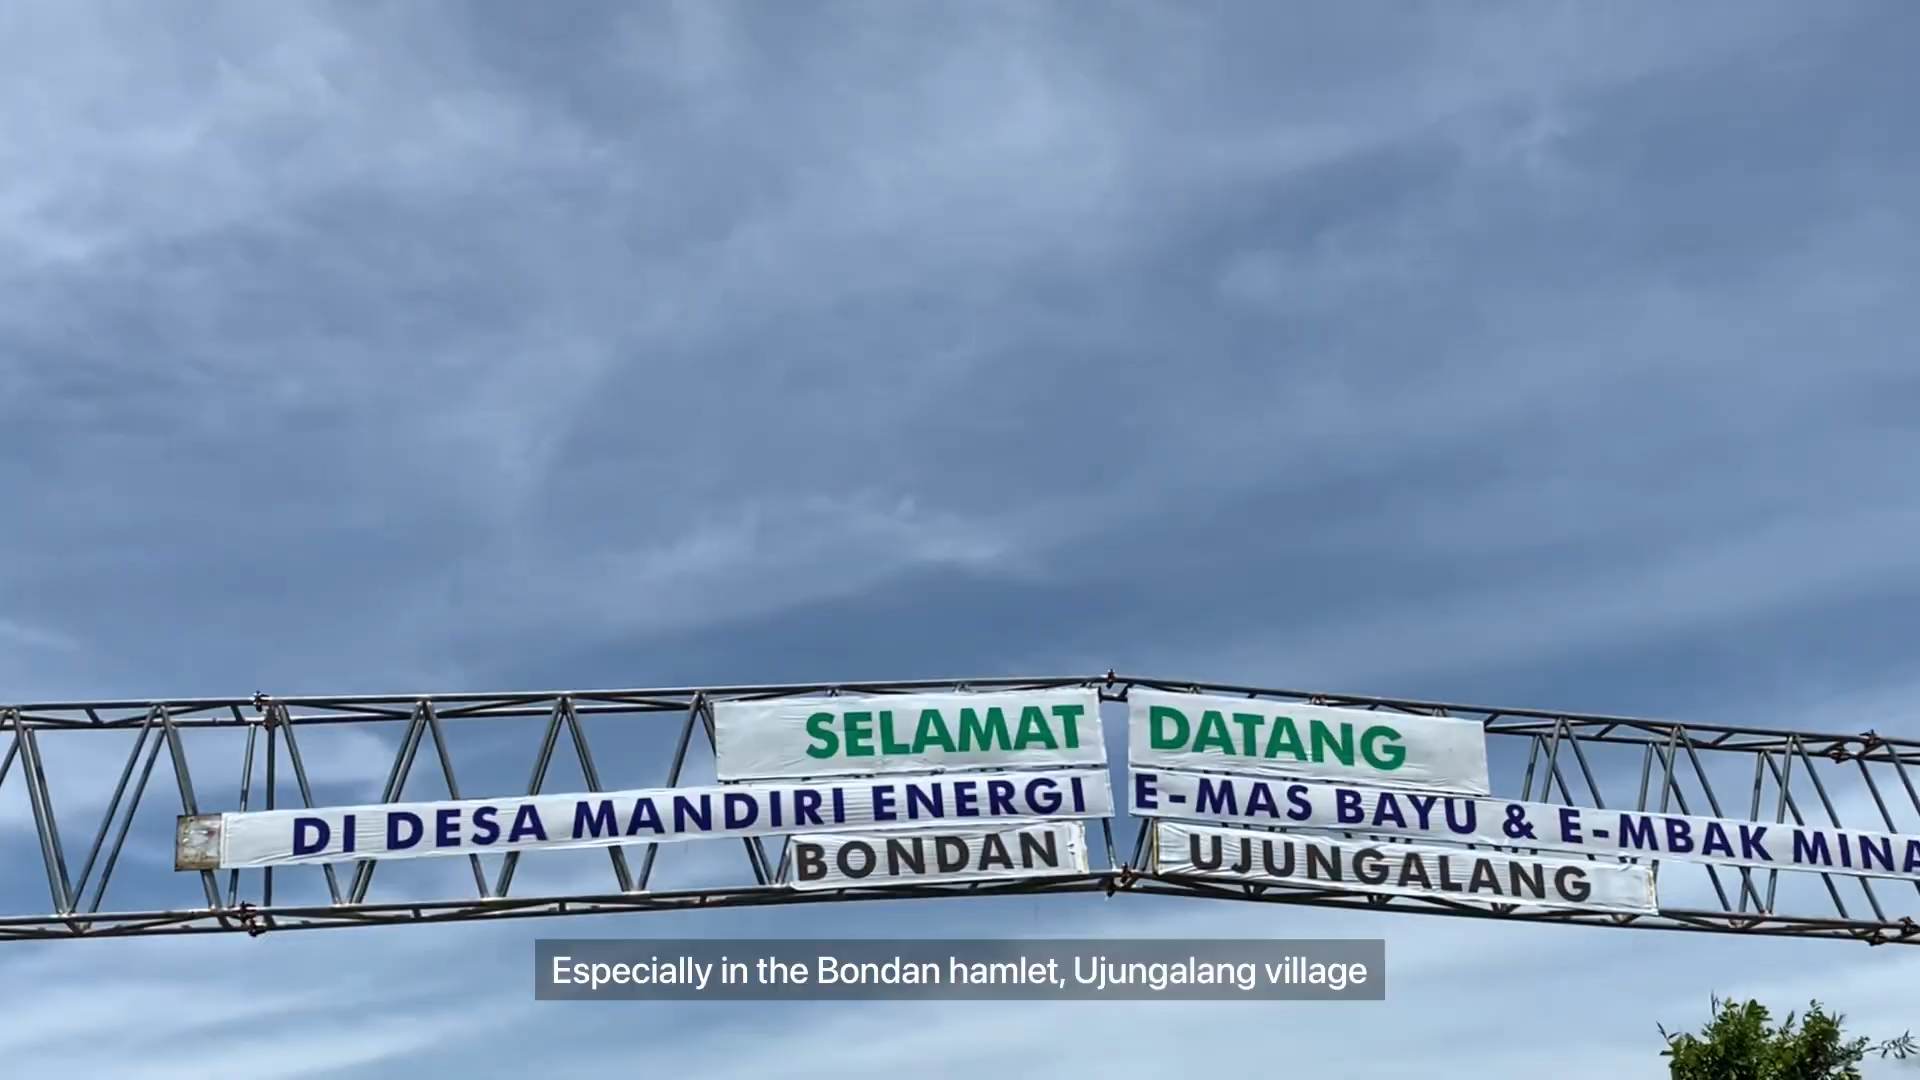 SELAMAT DATANG
DI DESA MANDIRI ENERGI E-MAS BAYU & E-MBAK MINA
BONDAN UJUNGALANG
Especially in the Bondan hamlet, Ujungalang village